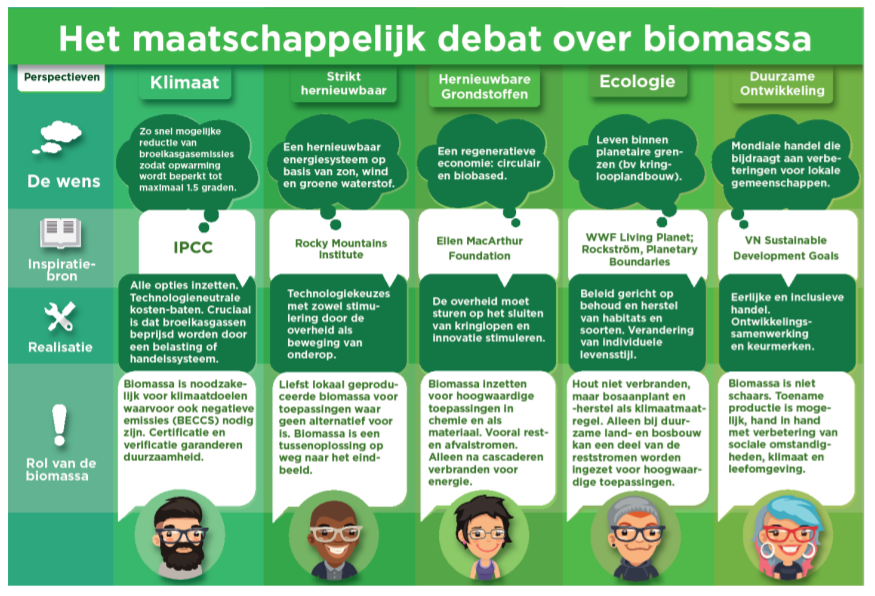 Het maatschappelijk debat over biomassa
Perspectieven
Klimaat
Strikt
hernieuwbaar
Hernieuwbare
Grondstoffen
Ecologie
Duurzame
Ontwikkeling
De wens
Zo snel mogelijke
reductie van
broeikasgasemissies
zodat opwarming
wordt beperkt tot
maximaal 1.5 graden.
Een hernieuwbaar
energiesysteem op
basis van zon, wind
en groene waterstof.
Een regeneratieve
economie: circulair
en biobased.
Leven binnen
planetaire gren-
zen (bv kring-
looplandbouw).
Mondiale handel die
bijdraagt aan verbe-
teringen voor lokale
gemeenschappen.
Inspiratie-
bron
IPCC
Rocky Mountains
Institute
Ellen MacArthur
Foundation
WWF Living Planet;
Rockström, Planetary
Boundaries
VN Sustainable
Development Goals
Realisatie
Alle opties inzetten.
Technologieneutrale
kosten-baten. Cruciaal
is dat broeikasgassen
beprijsd worden door
een belasting of
handelssysteem.
Technologiekeuzes
met zowel stimu-
lering door de
overheid als
beweging van
onderop.
De overheid moet
sturen op het sluiten
van kringlopen en
innovatie stimuleren.
Beleid gericht op
behoud en herstel
van habitats en
soorten. Verandering
van individuele
levensstijl.
Eerlijke en inclusieve
handel.
Ontwikkelings-
samenwerking
en keurmerken.
Rol van de
biomassa
Biomassa is noodzake-
lijk voor klimaatdoelen
waarvoor ook negatieve
emissies (BECCS) nodig
zijn. Certificatie en
verificatie garanderen
duurzaamheid.
Liefst lokaal geprodu-
ceerde biomassa voor
toepassingen waar
geen alternatief voor
is. Biomassa is een
tussenoplossing op
weg naar het eind-
beeld.
Biomassa inzetten
voor hoogwaardige
toepassingen in
chemie en als
materiaal. Vooral rest-
en afvalstromen.
Alleen na cascaderen
verbranden voor
energie.
Hout niet verbranden,
maar bosaanplant en
-herstel als klimaatmaat-
regel. Alleen bij duur-
zame land- en bosbouw
kan een deel van de
reststromen worden
ingezet voor hoogwaar-
dige toepassingen.
Biomassa is niet
schaars. Toename
productie is moge-
lijk, hand in hand
met verbetering van
sociale omstandig-
heden, klimaat en
leefomgeving.